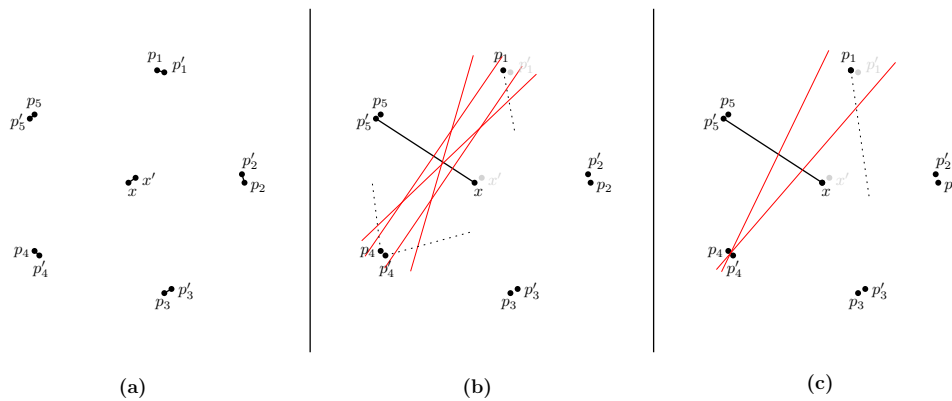 p₁ p′₁
p₅
p′₅
p′₂
x x′
p₂
p₄
p′₄
p₃ p′₃
(a)
p₁ p′₁
p₅
p′₅
p′₂
x x′
p₂
p₄
p′₄
p₃ p′₃
(b)
p₁ p′₁
p₅
p′₅
p′₂
x x′
p
p₄
p′₄
p₃ p′₃
(c)